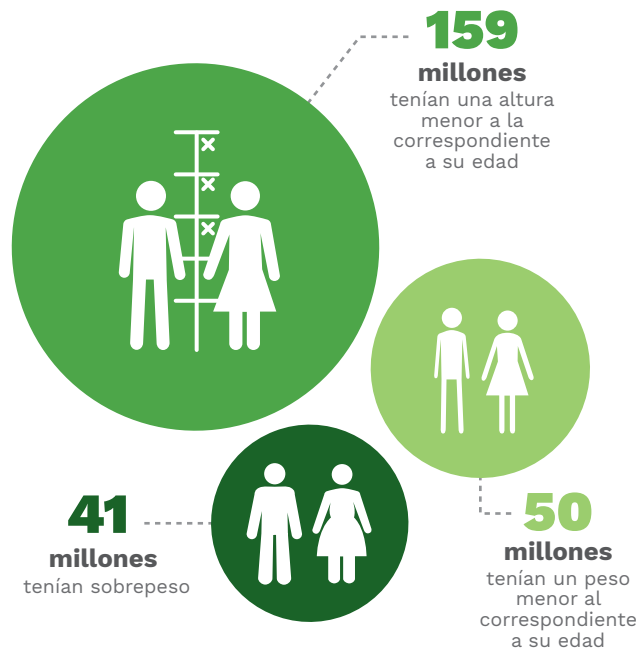 159
millones
tenían una altura
menor a la
correspondiente
a su edad
41
millones
tenían sobrepeso
50
millones
tenían un peso
menor al
correspondiente
a su edad